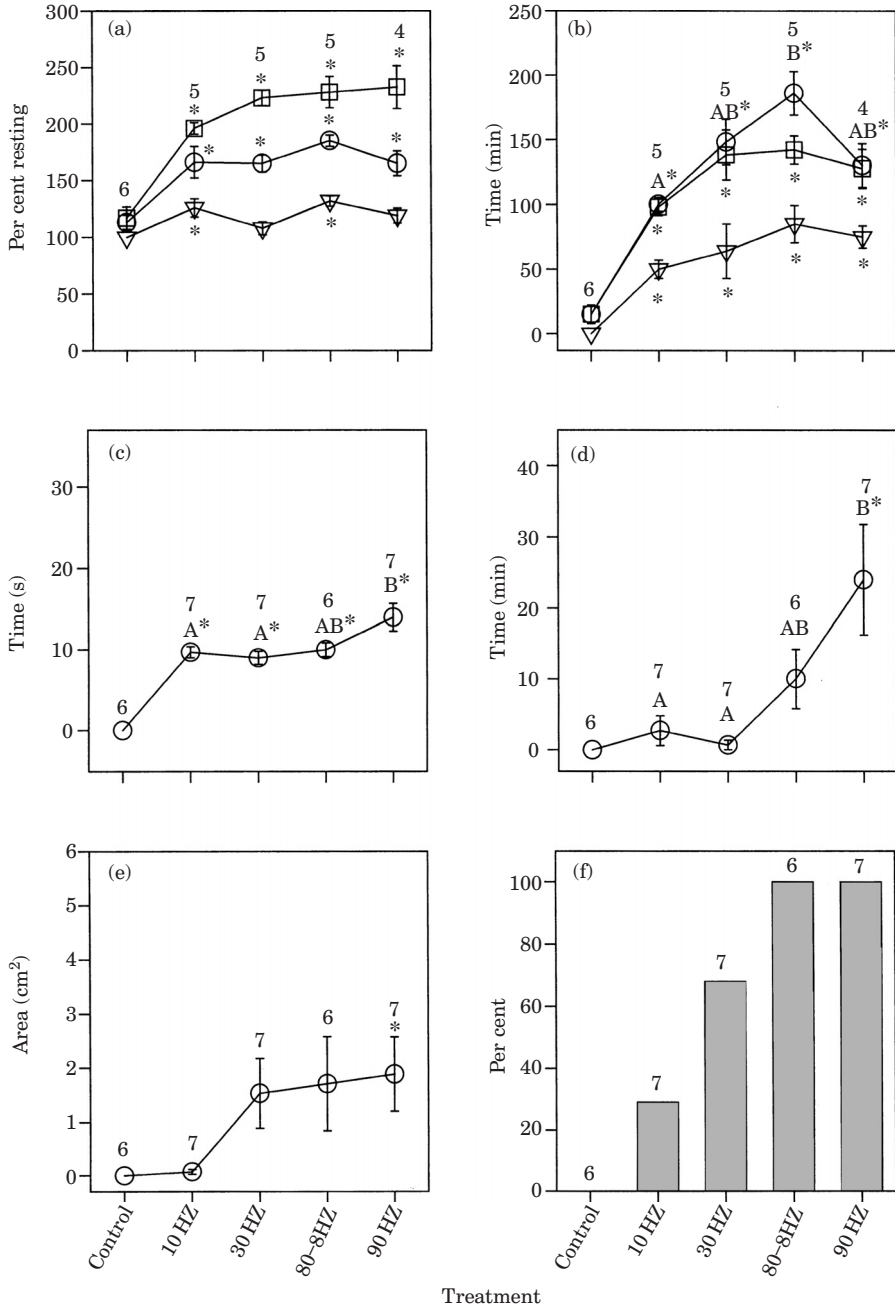 (a)
Per cent resting
300
250
200
150
100
50
0
6
5
*
*
*
5
*
*
5
*
*
*
4
*
*
(b)
Time (min)
250
200
150
100
50
0
6
5
A*
*
*
5
AB*
*
*
5
B*
*
*
4
AB*
*
*
(c)
Time (s)
30
20
10
0
6
7
A*
7
A*
6
AB*
7
B*
(d)
Time (min)
40
30
20
10
0
6
7
A
7
A
6
AB
7
B*
(e)
Area (cm²)
6
5
4
3
2
1
0
6
7
7
6
7
*
Control
10 HZ
30 HZ
80–8HZ
90 HZ
(f)
Per cent
100
80
60
40
20
0
6
7
7
6
7
Control
10 HZ
30 HZ
80–8HZ
90 HZ
Treatment